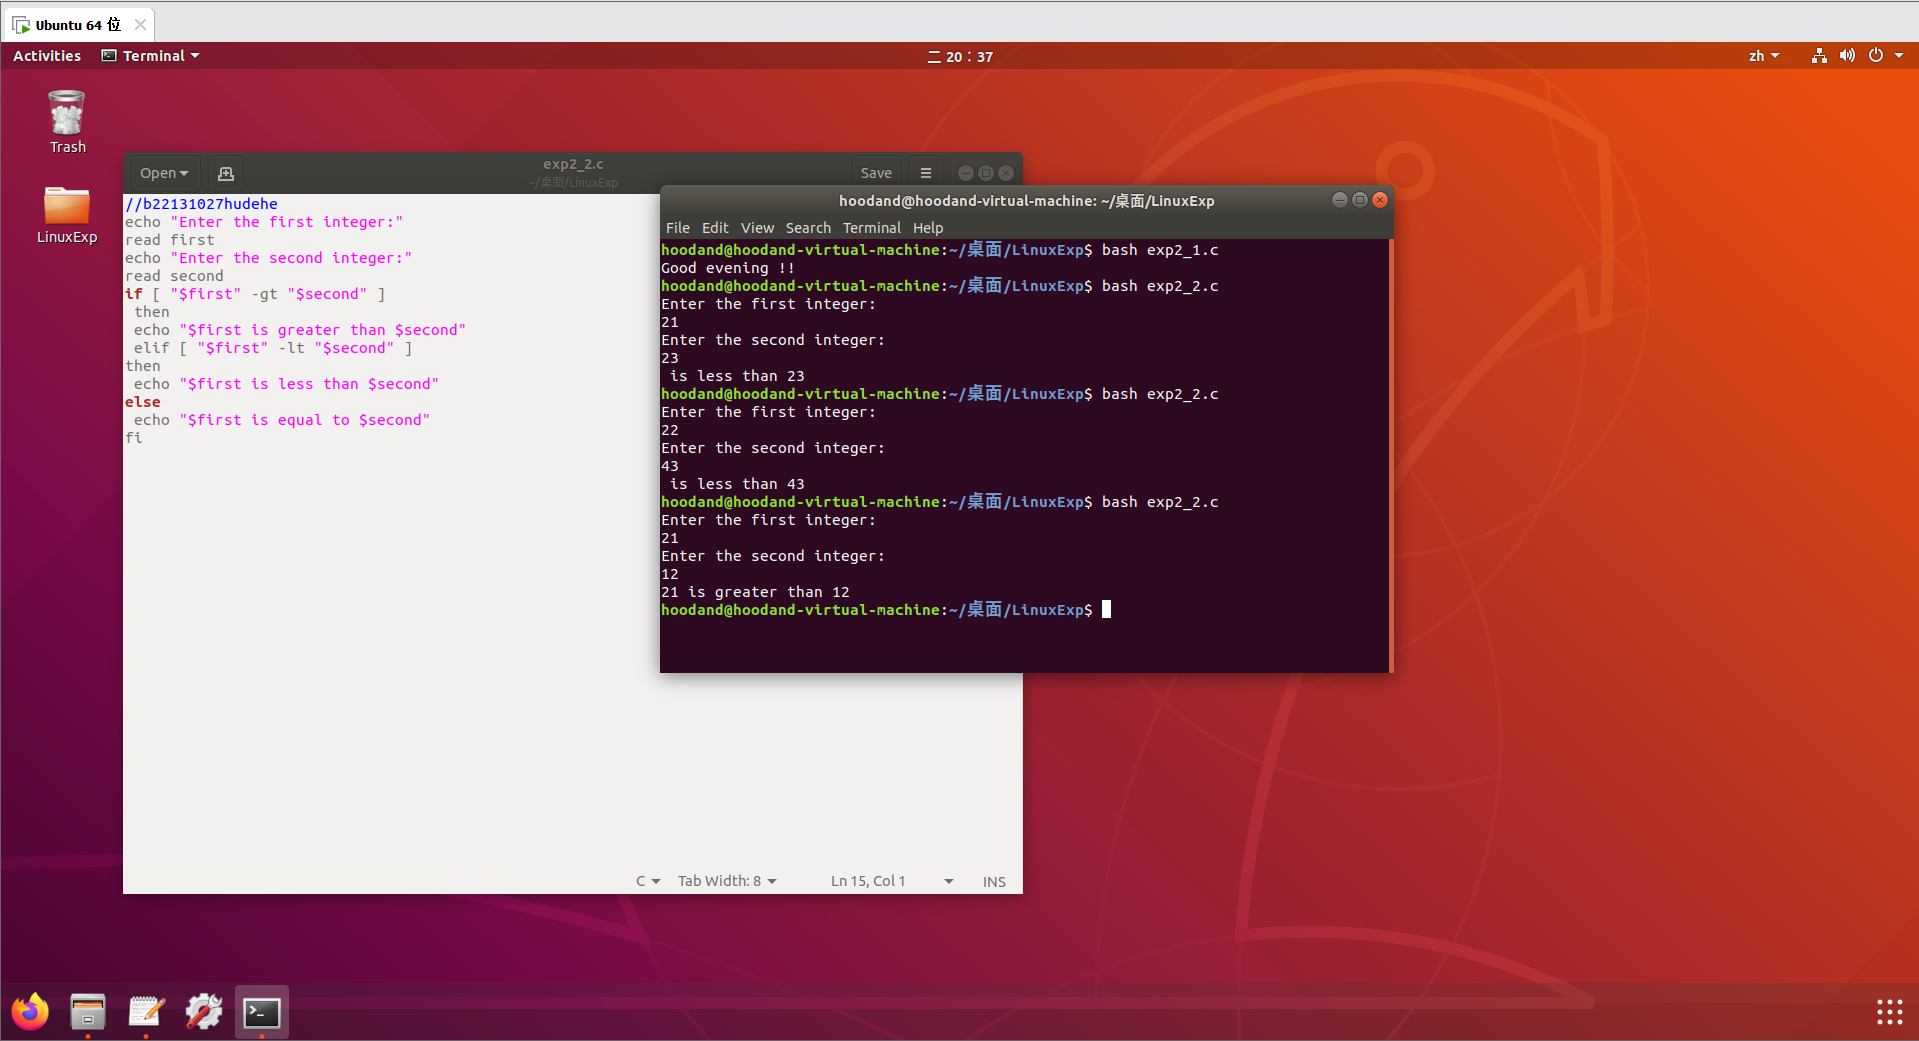 Ubuntu 64 位
Activities
Terminal
二 20：37
zh
Trash
LinuxExp
Open
exp2_2.c
~/桌面/LinuxExp
Save
//b22131027hudehe
echo "Enter the first integer:"
read first
echo "Enter the second integer:"
read second
if [ "$first" -gt "$second" ]
then
echo "$first is greater than $second"
elif [ "$first" -lt "$second" ]
then
echo "$first is less than $second"
else
echo "$first is equal to $second"
fi
C
Tab Width: 8
Ln 15, Col 1
INS
hoodand@hoodand-virtual-machine: ~/桌面/LinuxExp
File Edit View Search Terminal Help
hoodand@hoodand-virtual-machine:~/桌面/LinuxExp$ bash exp2_1.c
Good evening !!
hoodand@hoodand-virtual-machine:~/桌面/LinuxExp$ bash exp2_2.c
Enter the first integer:
21
Enter the second integer:
23
is less than 23
hoodand@hoodand-virtual-machine:~/桌面/LinuxExp$ bash exp2_2.c
Enter the first integer:
22
Enter the second integer:
43
is less than 43
hoodand@hoodand-virtual-machine:~/桌面/LinuxExp$ bash exp2_2.c
Enter the first integer:
21
Enter the second integer:
12
21 is greater than 12
hoodand@hoodand-virtual-machine:~/桌面/LinuxExp$